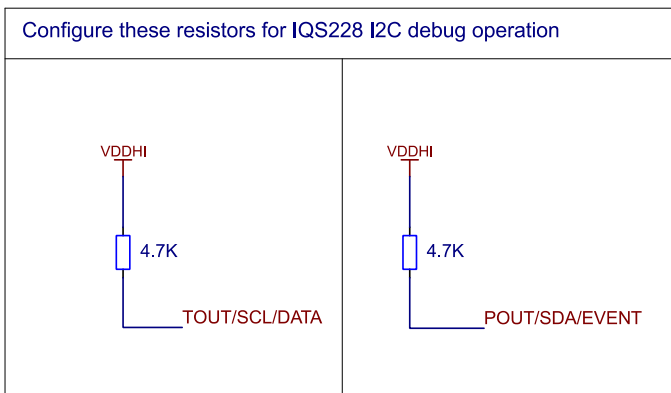 Configure these resistors for IQS228 I2C debug operation
VDDHI
4.7K
TOUT/SCL/DATA
VDDHI
4.7K
POUT/SDA/EVENT